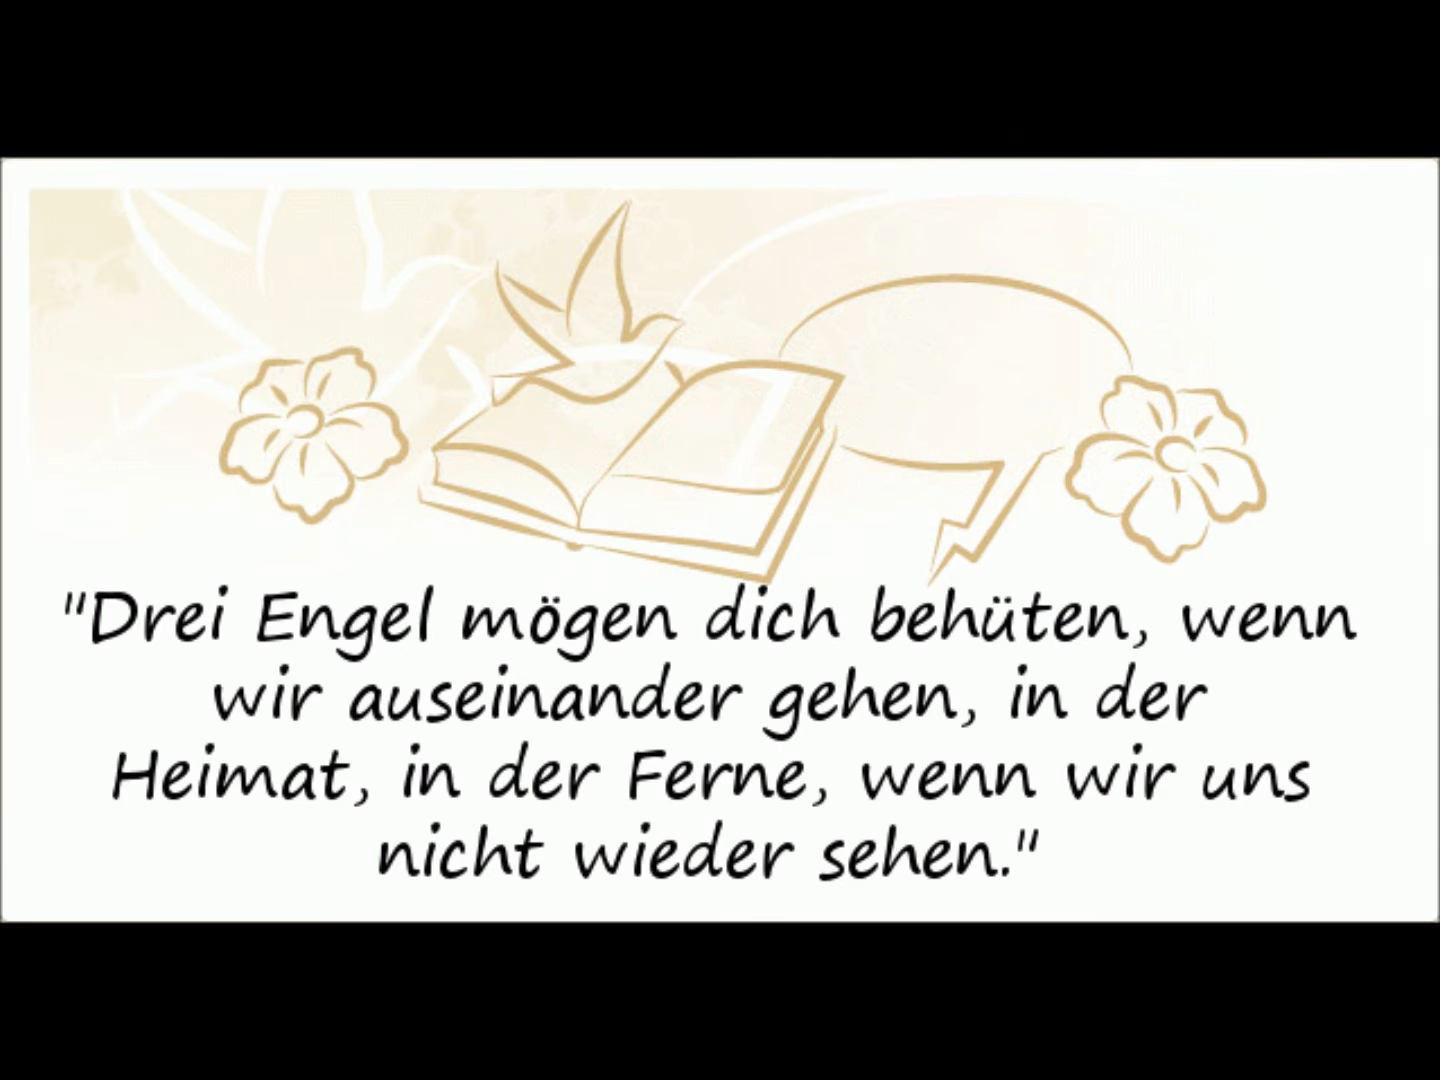 "Drei Engel mögen dich behüten, wenn
wir auseinander gehen, in der
Heimat, in der Ferne, wenn wir uns
nicht wieder sehen."